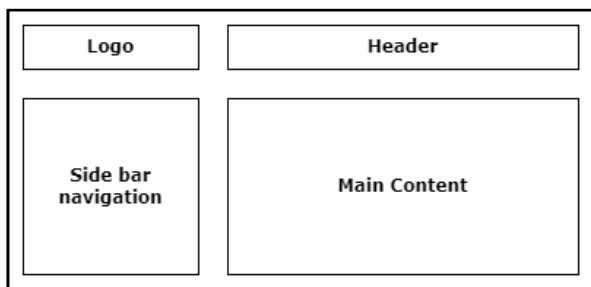 Logo
Header
Side bar
navigation
Main Content